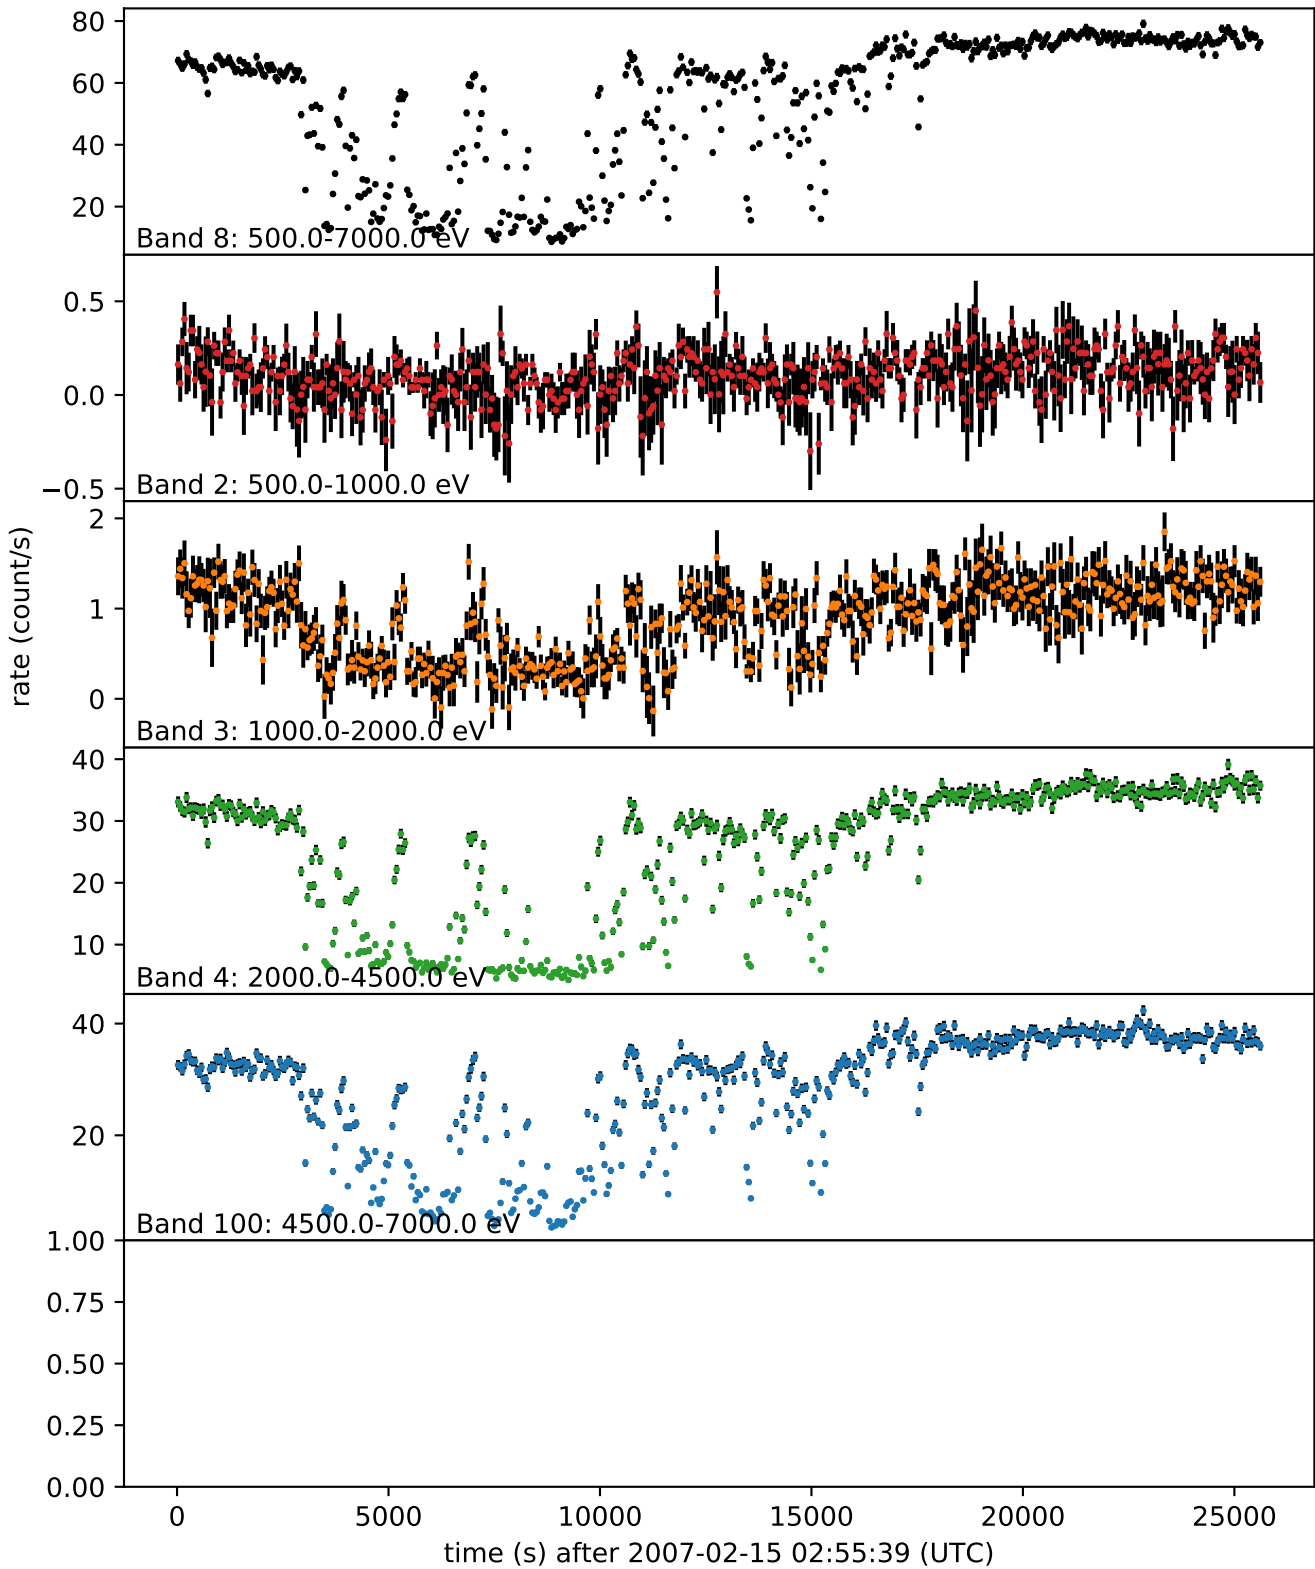 80
60
40
20
Band 8: 500.0-7000.0 eV
0.5
0.0
−0.5
Band 2: 500.0-1000.0 eV
2
1
0
Band 3: 1000.0-2000.0 eV
rate (count/s)
40
30
20
10
Band 4: 2000.0-4500.0 eV
40
20
Band 100: 4500.0-7000.0 eV
1.00
0.75
0.50
0.25
0.00
0 5000 10000 15000 20000 25000
time (s) after 2007-02-15 02:55:39 (UTC)